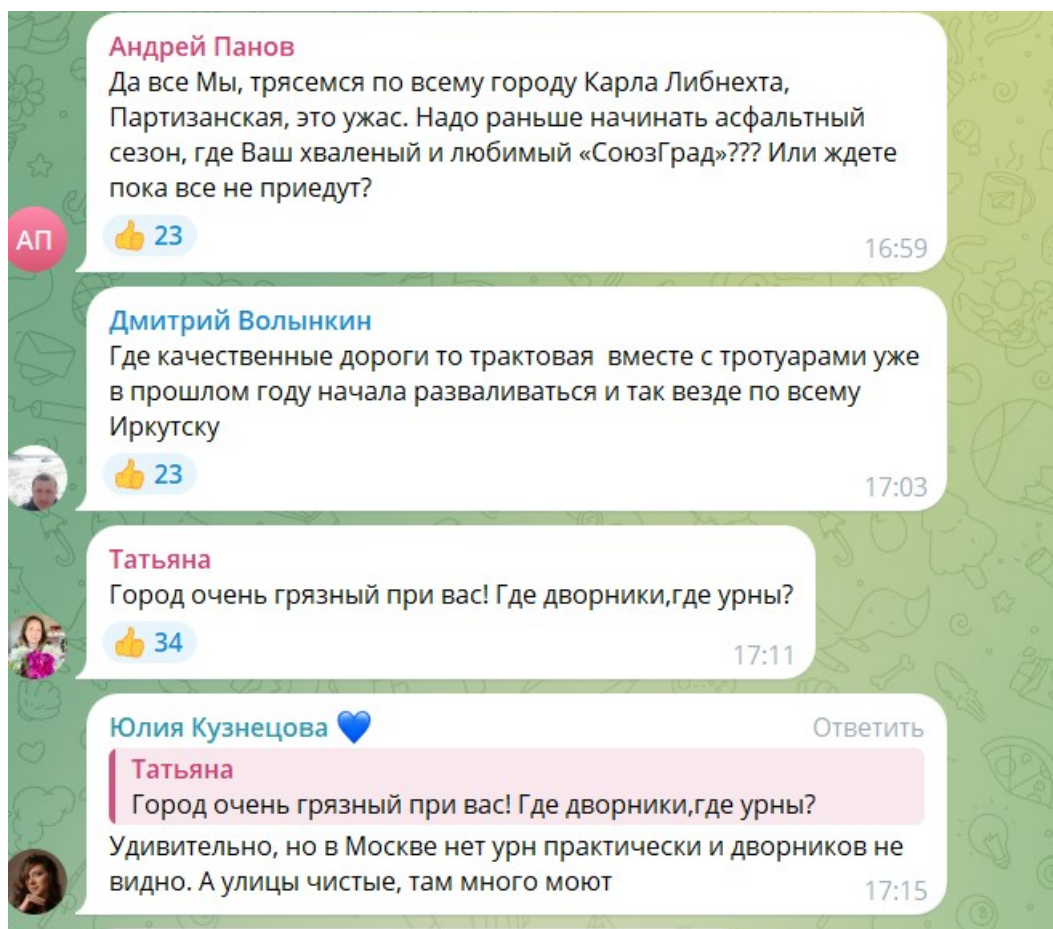 Андрей Панов
Да все Мы, трясемся по всему городу Карла Либнехта,
Партизанская, это ужас. Надо раньше начинать асфальтный
сезон, где Ваш хваленый и любимый «СоюзГрад»??? Или ждете
пока все не приедут?
АП
👍 23
16:59
Дмитрий Волынкин
Где качественные дороги то трактовая  вместе с тротуарами уже
в прошлом году начала разваливаться и так везде по всему
Иркутску
👍 23
17:03
Татьяна
Город очень грязный при вас! Где дворники,где урны?
👍 34
17:11
Юлия Кузнецова 💙
Ответить
Татьяна
Город очень грязный при вас! Где дворники,где урны?
Удивительно, но в Москве нет урн практически и дворников не
видно. А улицы чистые, там много моют
17:15